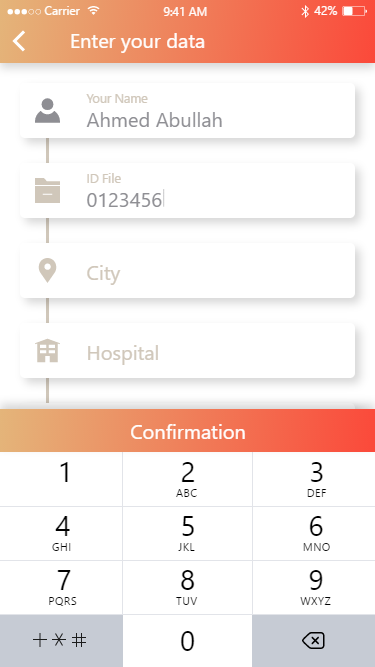 Carrier 9:41 AM 42%
Enter your data
Your Name
Ahmed Abullah
ID File
0123456
City
Hospital
Confirmation
1 2 3
ABC DEF
4 5 6
GHI JKL MNO
7 8 9
PQRS TUV WXYZ
+*# 0